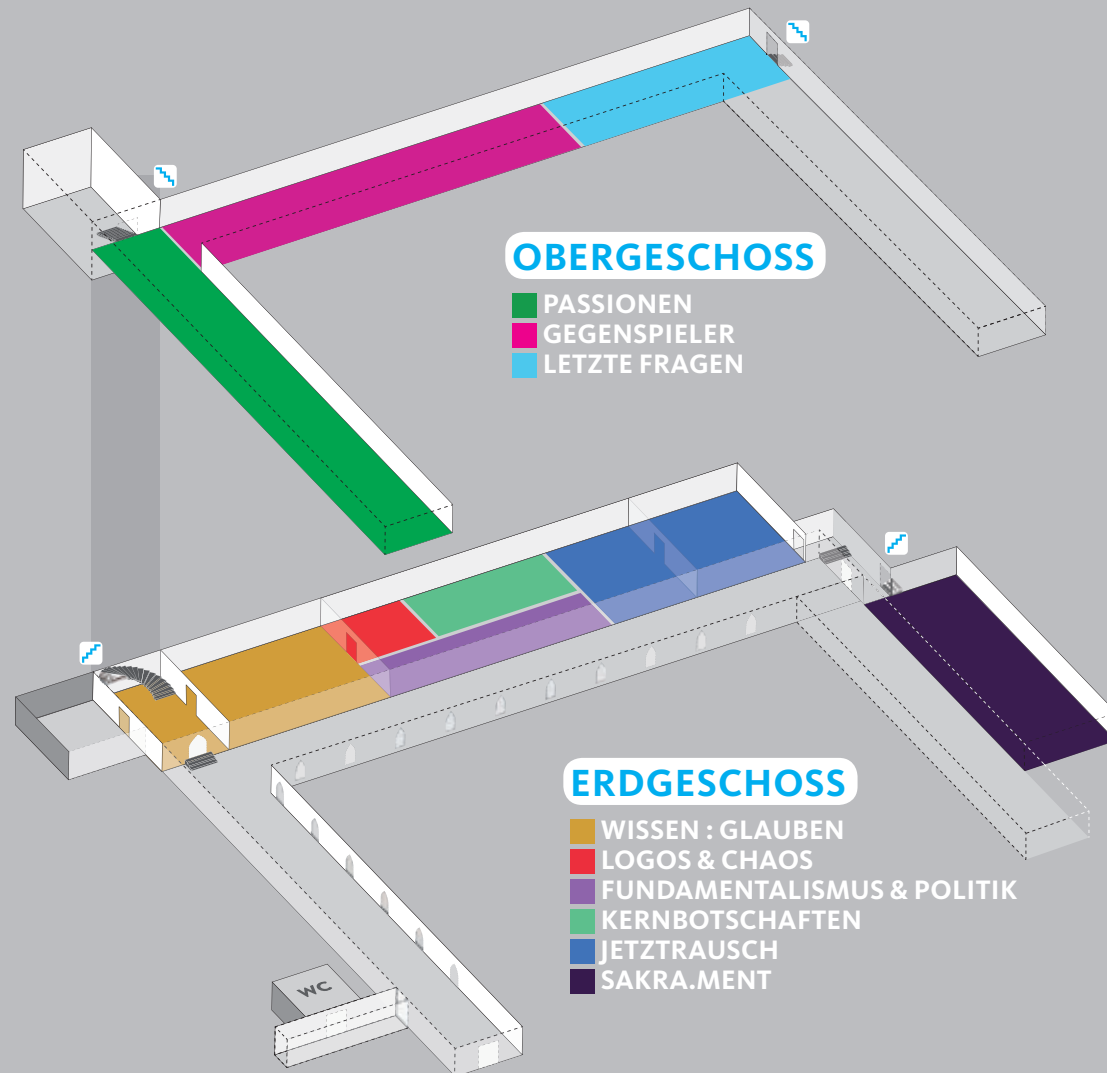 OBERGESCHOSS
PASSIONEN
GEGENSPIELER
LETZTE FRAGEN
ERDGESCHOSS
WISSEN : GLAUBEN
LOGOS & CHAOS
FUNDAMENTALISMUS & POLITIK
KERNBOTSCHAFTEN
JETZTRAUSCH
SAKRA.MENT
WC